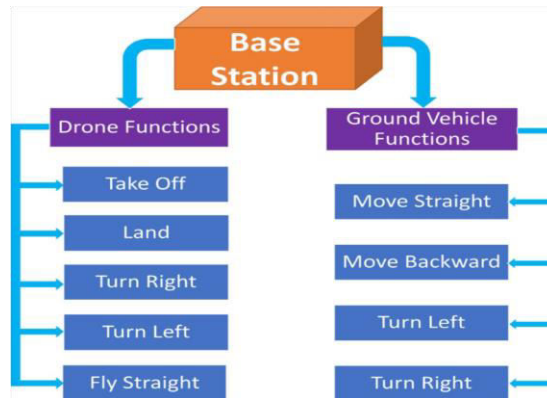 Base
Station
Drone Functions
Take Off
Land
Turn Right
Turn Left
Fly Straight
Ground Vehicle
Functions
Move Straight
Move Backward
Turn Left
Turn Right